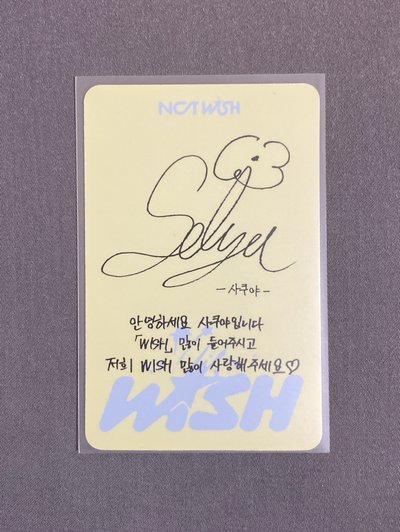 NCT WISH
Sakuya
-사쿠야-
안녕하세요 사쿠야입니다
「WISH」 많이 들어주시고
저희 WISH 많이 사랑해주세요♡
WISH